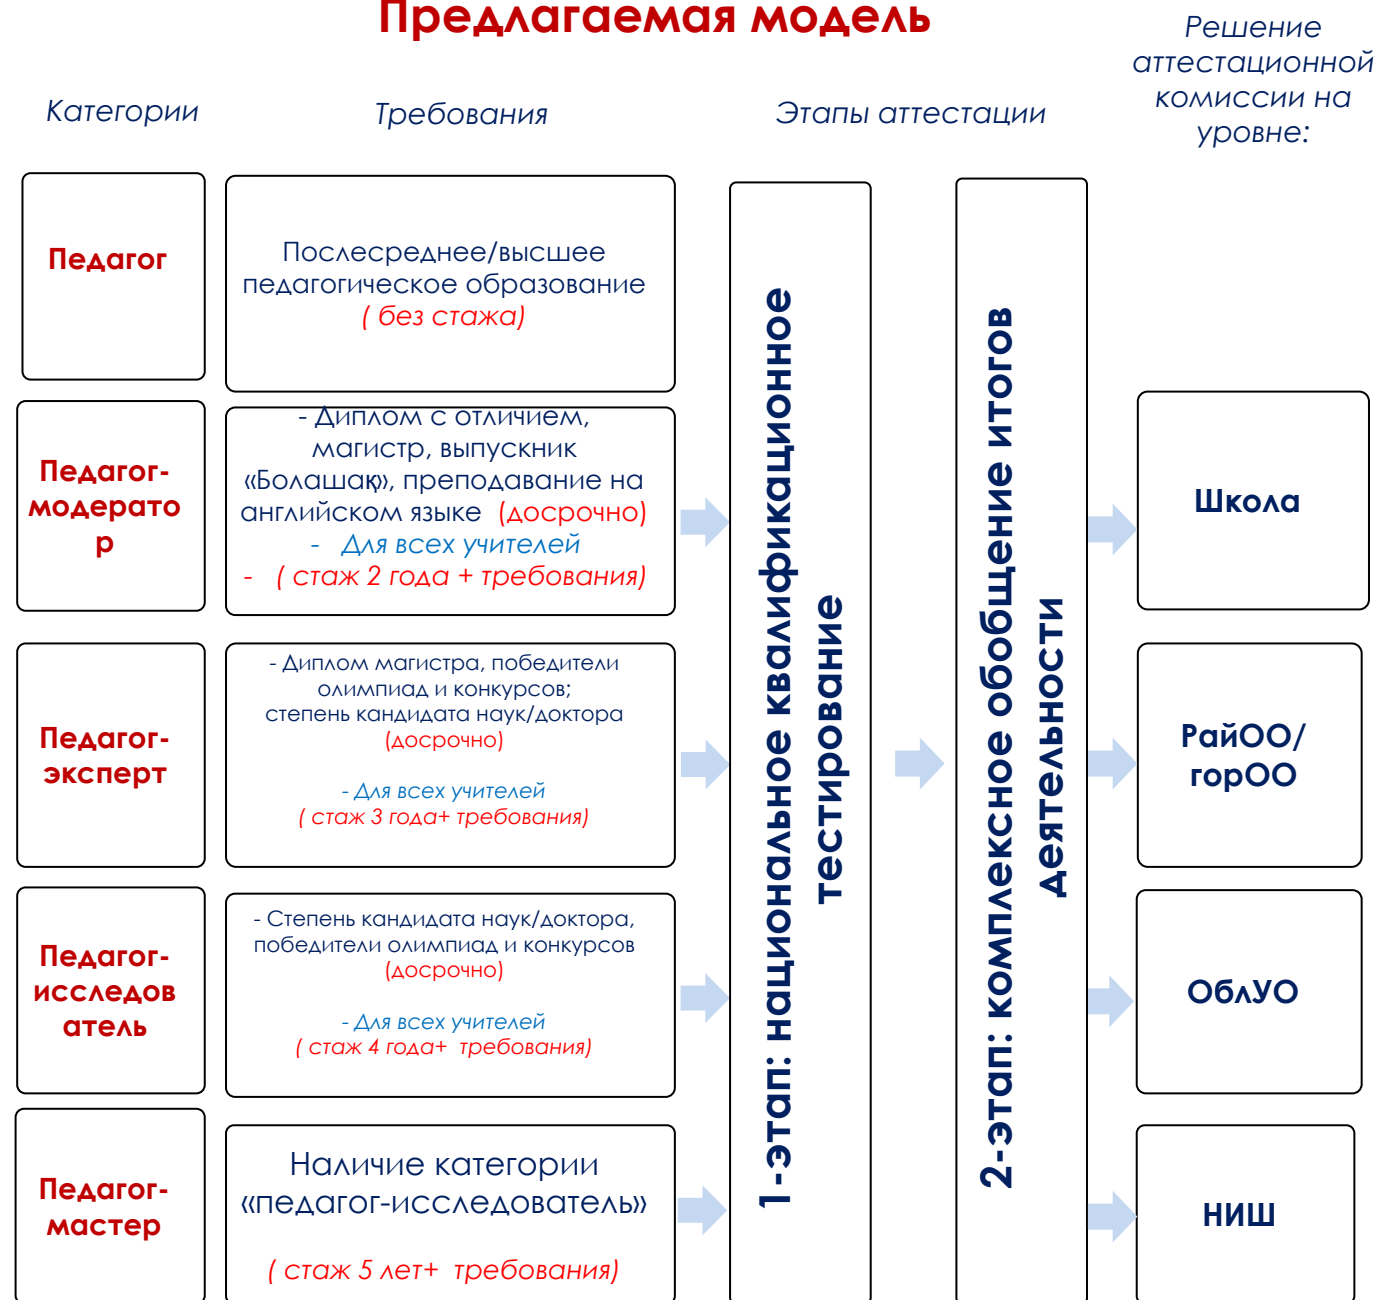 Предлагаемая модель
Категории
Требования
Этапы аттестации
Решение
аттестационной
комиссии на
уровне:
Педагог
Послесреднее/высшее
педагогическое образование
( без стажа)
Педагог-
модерато
р
- Диплом с отличием,
магистр, выпускник
«Болашақ», преподавание на
английском языке (досрочно)
- Для всех учителей
- ( стаж 2 года + требования)
Педагог-
эксперт
- Диплом магистра, победители
олимпиад и конкурсов;
степень кандидата наук/доктора
(досрочно)
- Для всех учителей
( стаж 3 года+ требования)
Педагог-
исследов
атель
- Степень кандидата наук/доктора,
победители олимпиад и конкурсов
(досрочно)
- Для всех учителей
( стаж 4 года+ требования)
Педагог-
мастер
Наличие категории
«педагог-исследователь»
( стаж 5 лет+ требования)
1-этап: национальное квалификационное
тестирование
2-этап: комплексное обобщение итогов
деятельности
Школа
РайОО/
горОО
ОблУО
НИШ